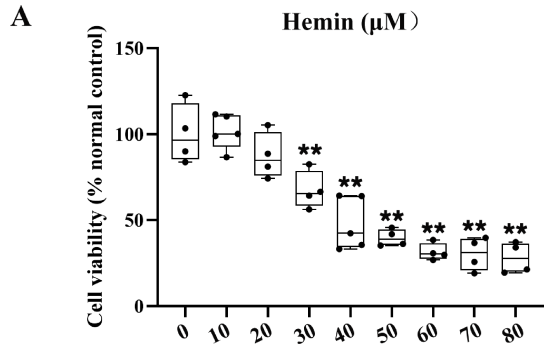 A
Hemin (μM）
Cell viability (% normal control)
150
100
50
0
** ** ** ** ** **
0 10 20 30 40 50 60 70 80